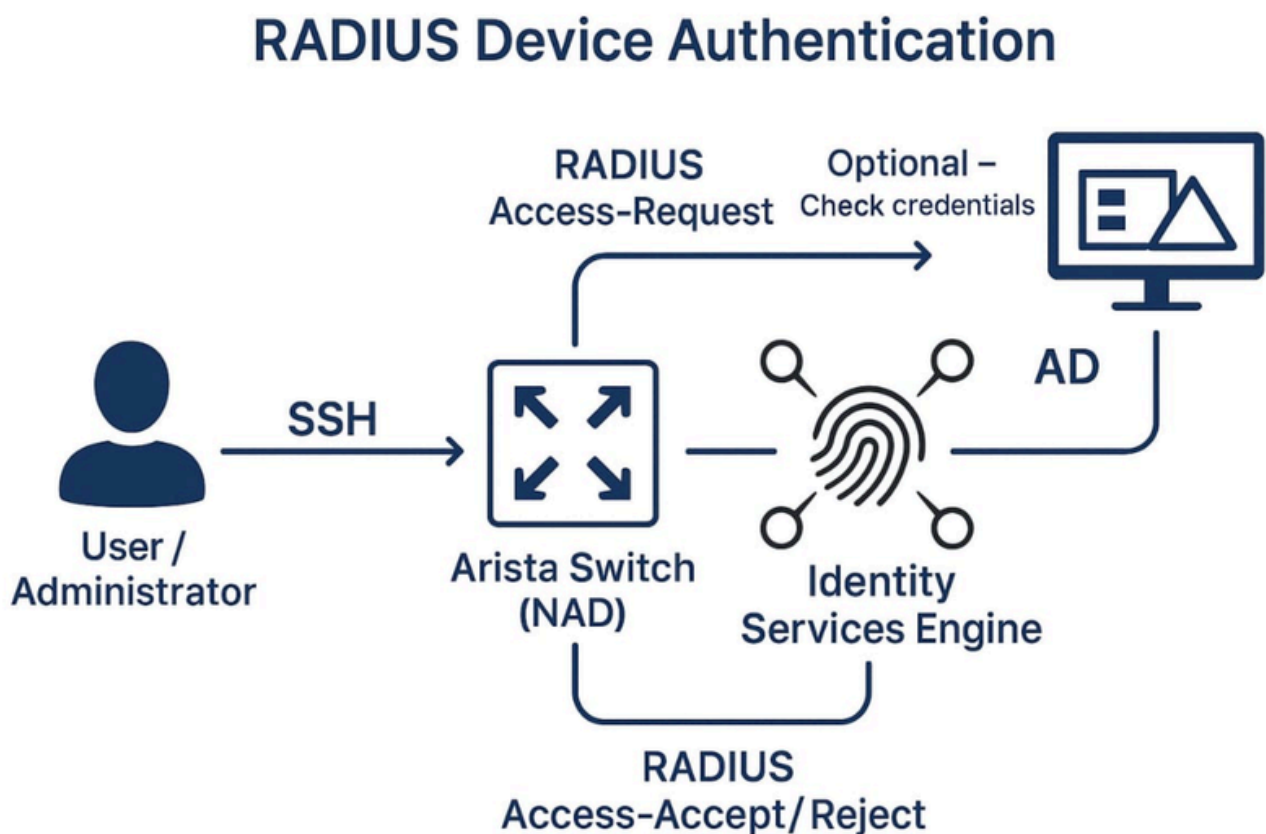 RADIUS Device Authentication
RADIUS
Access-Request
Optional –
Check credentials
SSH
AD
User /
Administrator
Arista Switch
(NAD)
Identity
Services Engine
RADIUS
Access-Accept/Reject